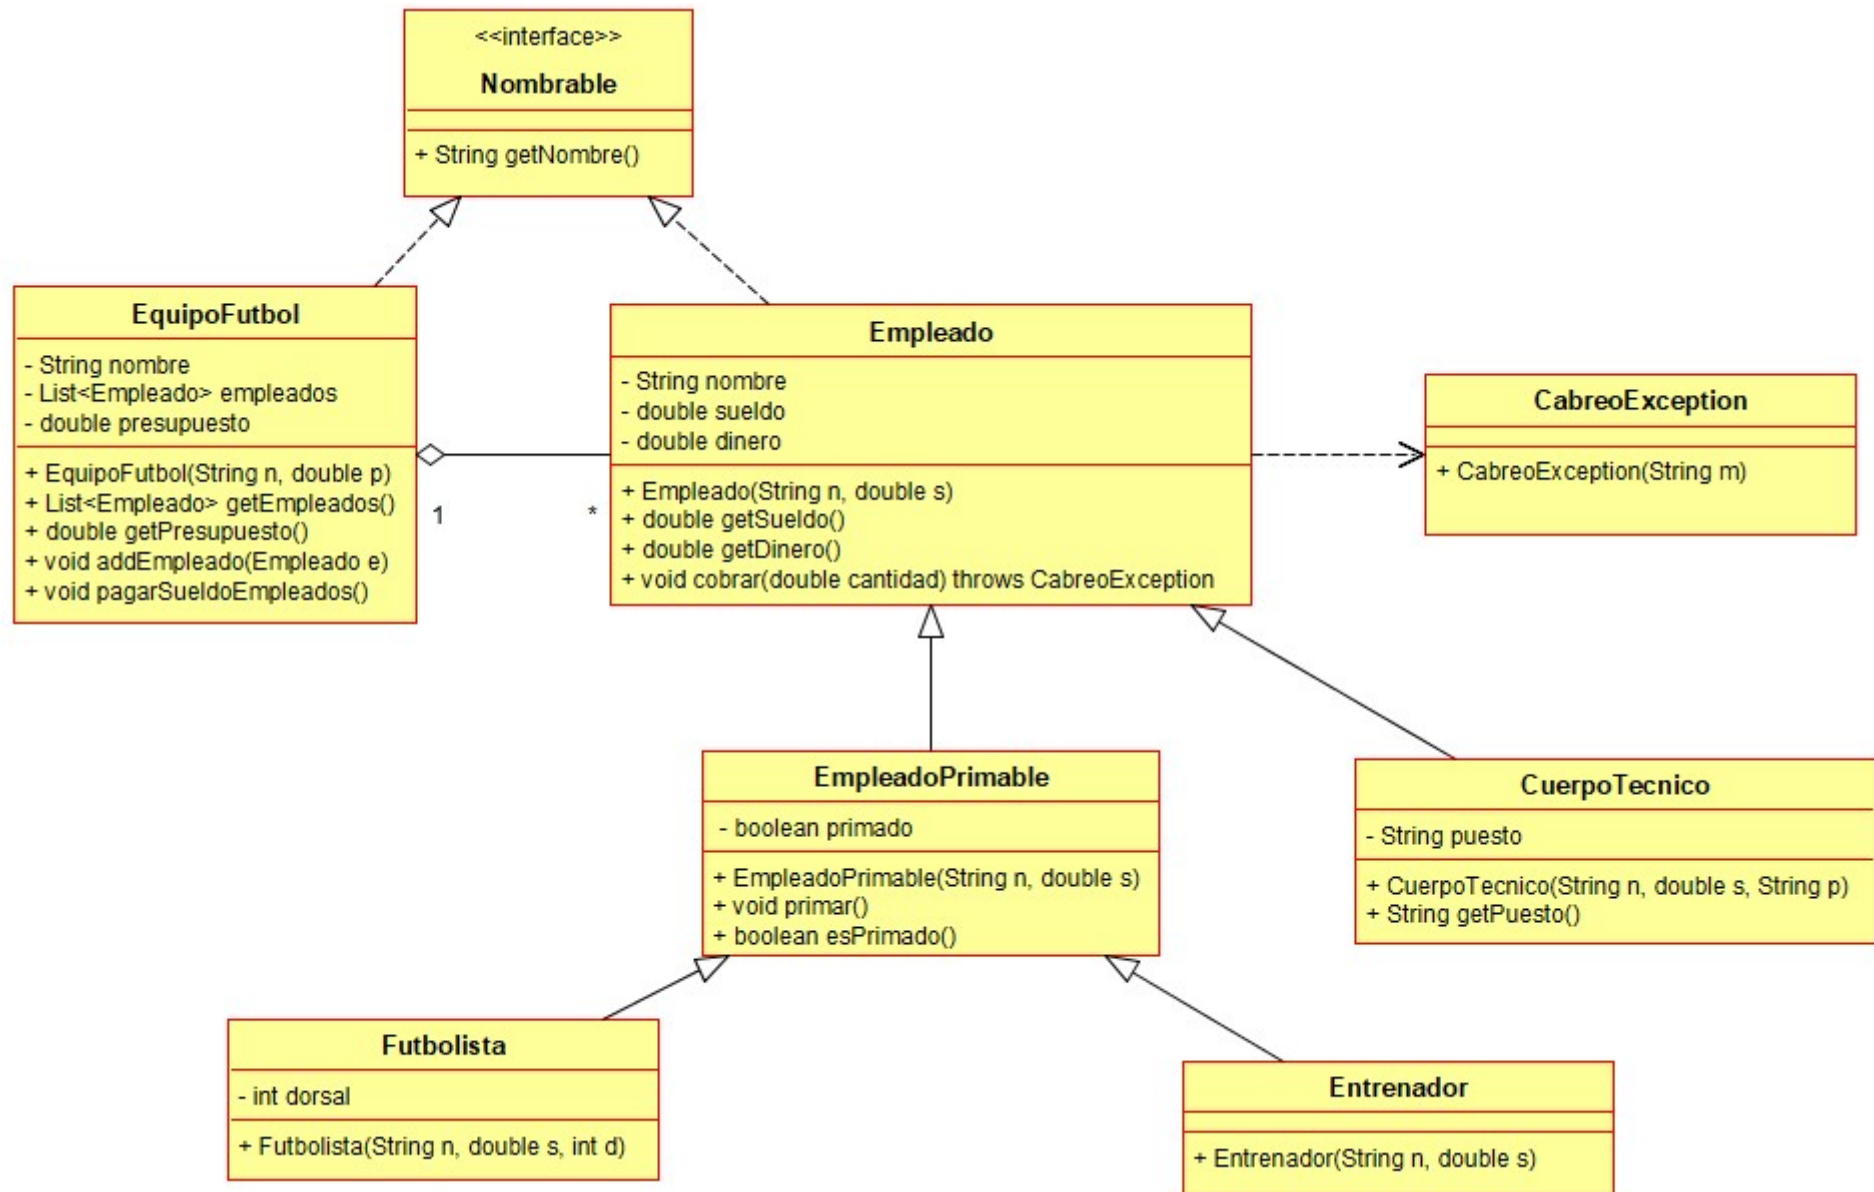 <<interface>>
Nombrable
+ String getNombre()
EquipoFutbol
- String nombre
- List<Empleado> empleados
- double presupuesto
+ EquipoFutbol(String n, double p)
+ List<Empleado> getEmpleados()
+ double getPresupuesto()
+ void addEmpleado(Empleado e)
+ void pagarSueldoEmpleados()
1
*
Empleado
- String nombre
- double sueldo
- double dinero
+ Empleado(String n, double s)
+ double getSueldo()
+ double getDinero()
+ void cobrar(double cantidad) throws CabreoException
CabreoException
+ CabreoException(String m)
EmpleadoPrimable
- boolean primado
+ EmpleadoPrimable(String n, double s)
+ void primar()
+ boolean esPrimado()
CuerpoTecnico
- String puesto
+ CuerpoTecnico(String n, double s, String p)
+ String getPuesto()
Futbolista
- int dorsal
+ Futbolista(String n, double s, int d)
Entrenador
+ Entrenador(String n, double s)